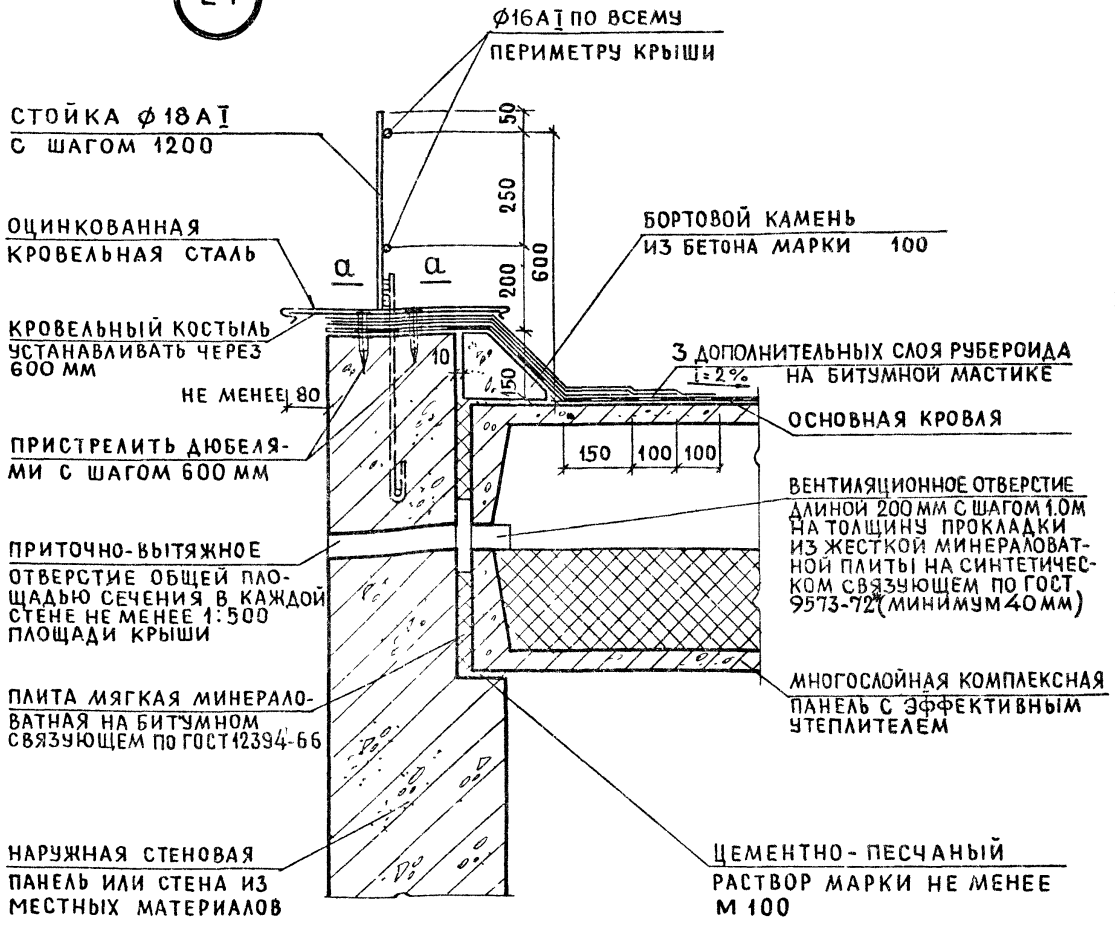 Ø16АІ ПО ВСЕМУ
ПЕРИМЕТРУ КРЫШИ
СТОЙКА Ø 18АІ
С ШАГОМ 1200
50
250
200
600
150
ОЦИНКОВАННАЯ
КРОВЕЛЬНАЯ СТАЛЬ
БОРТОВОЙ КАМЕНЬ
ИЗ БЕТОНА МАРКИ 100
а а
КРОВЕЛЬНЫЙ КОСТЫЛЬ
УСТАНАВЛИВАТЬ ЧЕРЕЗ
600 ММ
10
НЕ МЕНЕЕ 80
3 ДОПОЛНИТЕЛЬНЫХ СЛОЯ РУБЕРОИДА
i=2% НА БИТУМНОЙ МАСТИКЕ
ОСНОВНАЯ КРОВЛЯ
ПРИСТРЕЛИТЬ ДЮБЕЛЯ-
МИ С ШАГОМ 600 ММ
150 100 100
ВЕНТИЛЯЦИОННОЕ ОТВЕРСТИЕ
ДЛИНОЙ 200 ММ С ШАГОМ 1.0М
НА ТОЛЩИНУ ПРОКЛАДКИ
ИЗ ЖЕСТКОЙ МИНЕРАЛОВАТ-
НОЙ ПЛИТЫ НА СИНТЕТИЧЕС-
КОМ СВЯЗУЮЩЕМ ПО ГОСТ
9573-72 (МИНИМУМ 40ММ)
ПРИТОЧНО-ВЫТЯЖНОЕ
ОТВЕРСТИЕ ОБЩЕЙ ПЛО-
ЩАДЬЮ СЕЧЕНИЯ В КАЖДОЙ
СТЕНЕ НЕ МЕНЕЕ 1:500
ПЛОЩАДИ КРЫШИ
ПЛИТА МЯГКАЯ МИНЕРАЛО-
ВАТНАЯ НА БИТУМНОМ
СВЯЗУЮЩЕМ ПО ГОСТ 12394-66
МНОГОСЛОЙНАЯ КОМПЛЕКСНАЯ
ПАНЕЛЬ С ЭФФЕКТИВНЫМ
УТЕПЛИТЕЛЕМ
НАРУЖНАЯ СТЕНОВАЯ
ПАНЕЛЬ ИЛИ СТЕНА ИЗ
МЕСТНЫХ МАТЕРИАЛОВ
ЦЕМЕНТНО-ПЕСЧАНЫЙ
РАСТВОР МАРКИ НЕ МЕНЕЕ
М 100